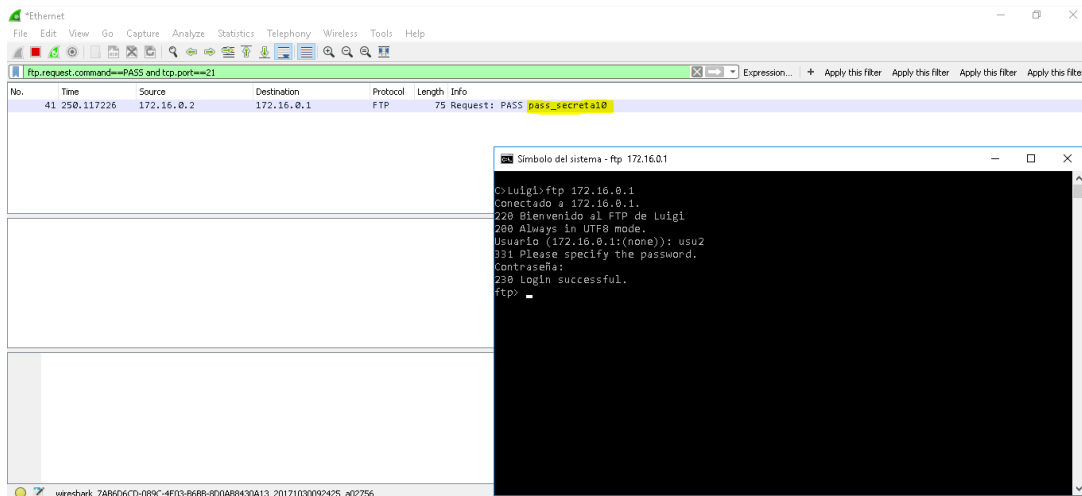 *Ethernet
File Edit View Go Capture Analyze Statistics Telephony Wireless Tools Help
ftp.request.command==PASS and tcp.port==21
Expression... + Apply this filter Apply this filter Apply this filter Apply this filte
No. Time Source Destination Protocol Length Info
41 250.117226 172.16.0.2 172.16.0.1 FTP 75 Request: PASS pass_secreta10
Símbolo del sistema - ftp 172.16.0.1
C>Luigi>ftp 172.16.0.1
Conectado a 172.16.0.1.
220 Bienvenido al FTP de Luigi
200 Always in UTF8 mode.
Usuario (172.16.0.1:(none)): usu2
331 Please specify the password.
Contraseña:
230 Login successful.
ftp>